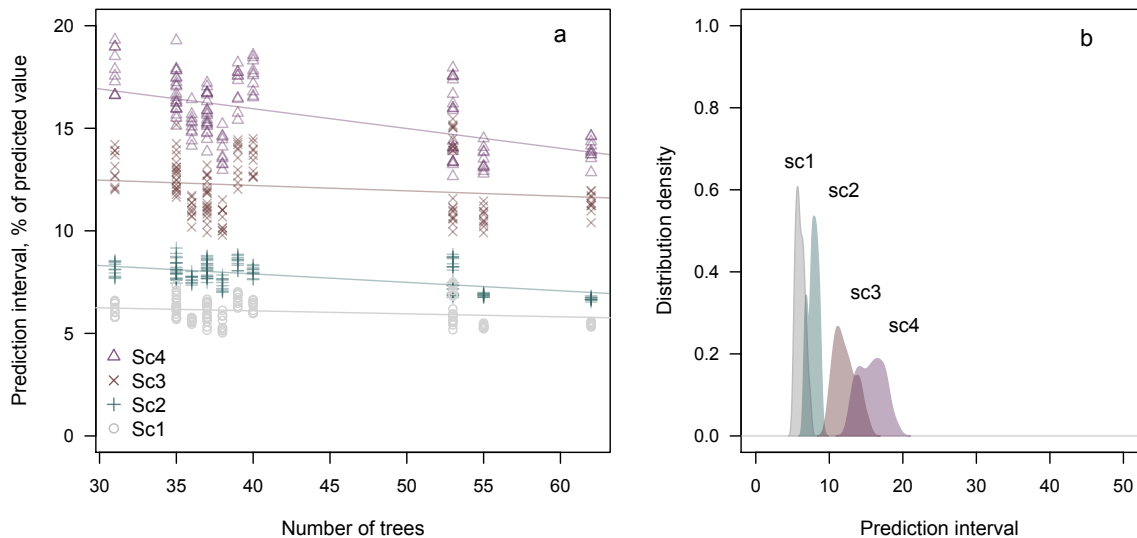 a
20
15
10
5
0
Prediction interval, % of predicted value
Sc4
Sc3
Sc2
Sc1
30 35 40 45 50 55 60
Number of trees
b
1.0
0.8
0.6
0.4
0.2
0.0
Distribution density
sc1
sc2
sc3
sc4
0 10 20 30 40 50
Prediction interval